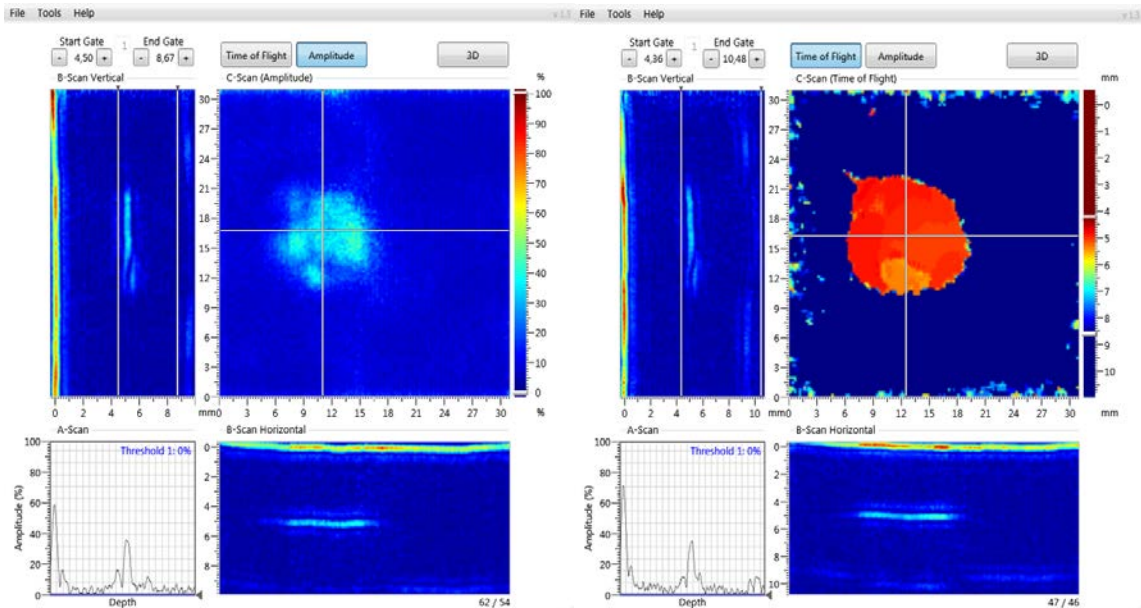 File Tools Help v 1.5
Start Gate 1 End Gate
- 4,50 + - 8,67 + Time of Flight Amplitude 3D
B-Scan Vertical C-Scan (Amplitude) %
30 27 24 21 18 15 12 9 6 3 0
100 90 80 70 60 50 40 30 20 10 0
0 2 4 6 8 mm 0 3 6 9 12 15 18 21 24 27 30 %
A-Scan B-Scan Horizontal
Threshold 1: 0%
Amplitude (%)
100 80 60 40 20 0
0 2 4 6 8
Depth 62 / 54
File Tools Help v 1.5
Start Gate 1 End Gate
- 4,36 + - 10,48 + Time of Flight Amplitude 3D
B-Scan Vertical C-Scan (Time of Flight) mm
30 27 24 21 18 15 12 9 6 3 0
0 1 2 3 4 5 6 7 8 9 10
0 2 4 6 8 10 mm 0 3 6 9 12 15 18 21 24 27 30 mm
A-Scan B-Scan Horizontal
Threshold 1: 0%
Amplitude (%)
100 80 60 40 20 0
0 2 4 6 8 10
Depth 47 / 46